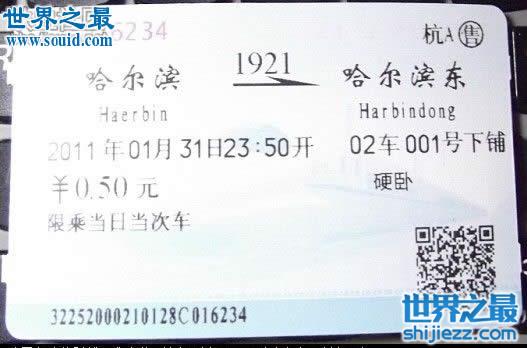 世界之最
www.souid.com
6234
杭A 售
哈尔滨 1921 哈尔滨东
Haerbin Harbindong
2011年01月31日23:50开 02车001号下铺
￥0.50元 硬卧
限乘当日当次车
32252000210128C016234
世界之最
shijiezz.com